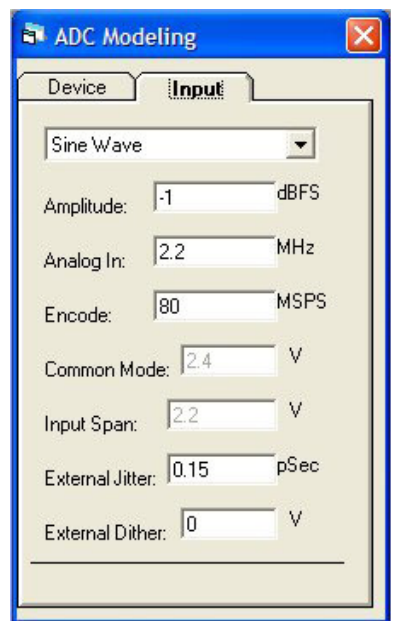 ADC Modeling
Device Input
Sine Wave
Amplitude: -1 dBFS
Analog In: 2.2 MHz
Encode: 80 MSPS
Common Mode: 2.4 V
Input Span: 2.2 V
External Jitter: 0.15 pSec
External Dither: 0 V